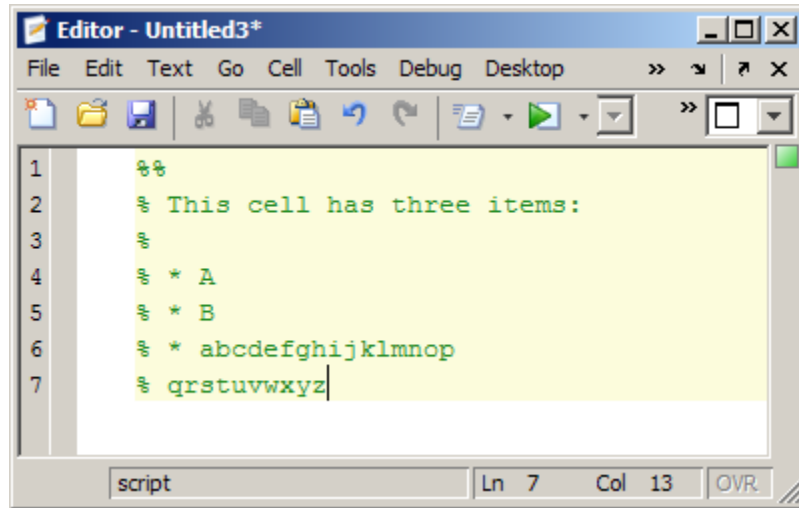 Editor - Untitled3*
File Edit Text Go Cell Tools Debug Desktop
1 %%
2 % This cell has three items:
3 %
4 % * A
5 % * B
6 % * abcdefghijklmnop
7 % qrstuvwxyz
script Ln 7 Col 13 OVR